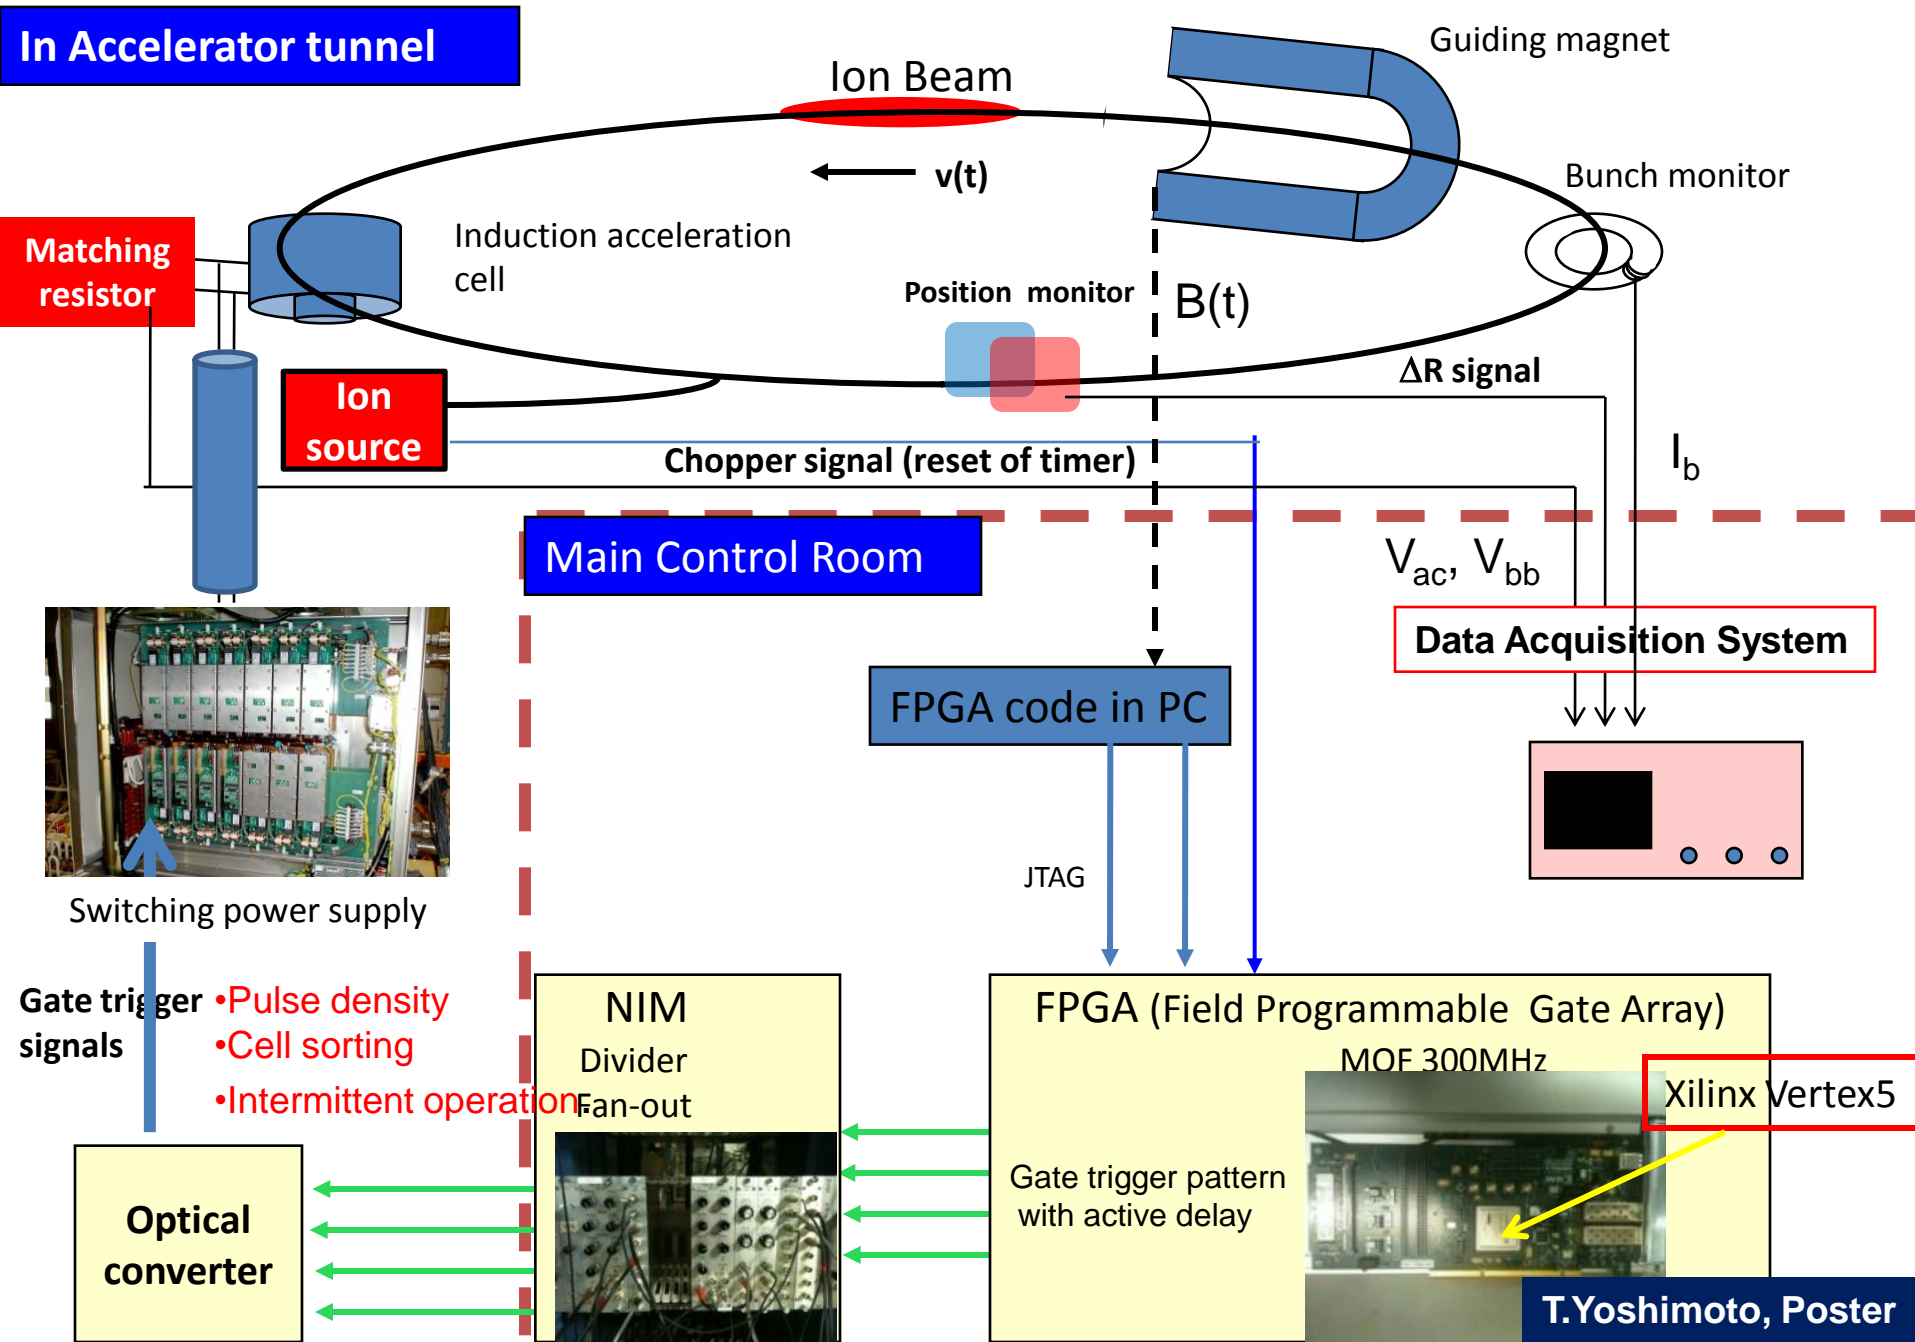 In Accelerator tunnel
Ion Beam
Guiding magnet
v(t)
Bunch monitor
Matching
resistor
Induction acceleration
cell
Position monitor
B(t)
ΔR signal
Ion
source
Chopper signal (reset of timer)
I_b
Main Control Room
V_ac, V_bb
Data Acquisition System
FPGA code in PC
JTAG
Switching power supply
Gate trigger
signals
•Pulse density
•Cell sorting
•Intermittent operation.
NIM
Divider
Fan-out
FPGA (Field Programmable Gate Array)
MOF 300MHz
Xilinx Vertex5
Gate trigger pattern
with active delay
Optical
converter
T.Yoshimoto, Poster